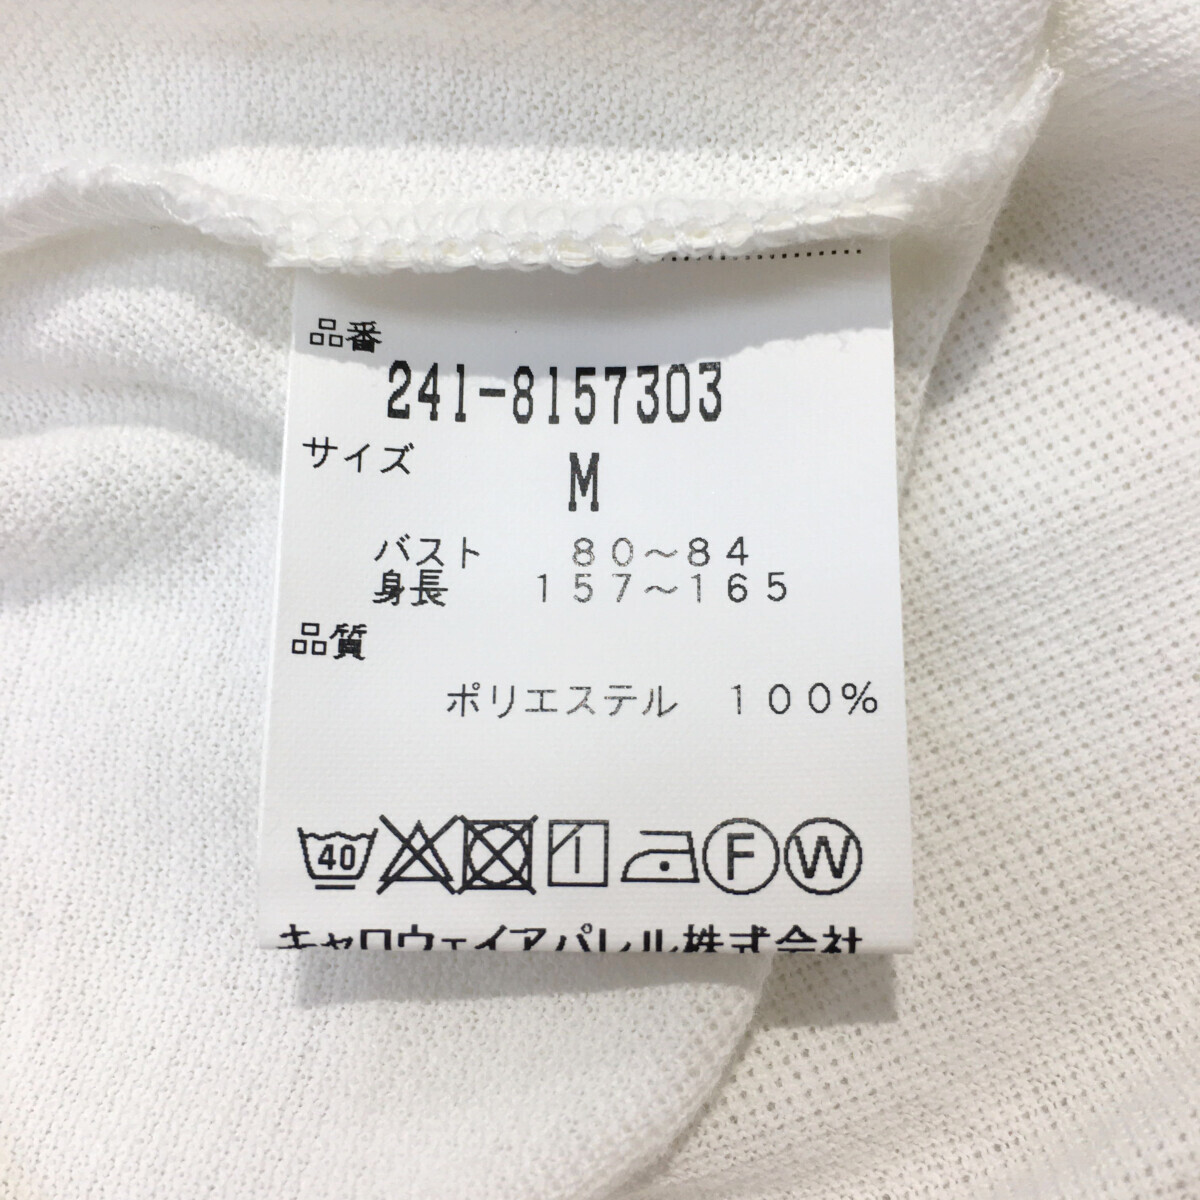 品番
241-8157303
サイズ
M
バスト 80～84
身長 157～165
品質
ポリエステル 100%
40 F W
キャロウェイアパレル株式会社